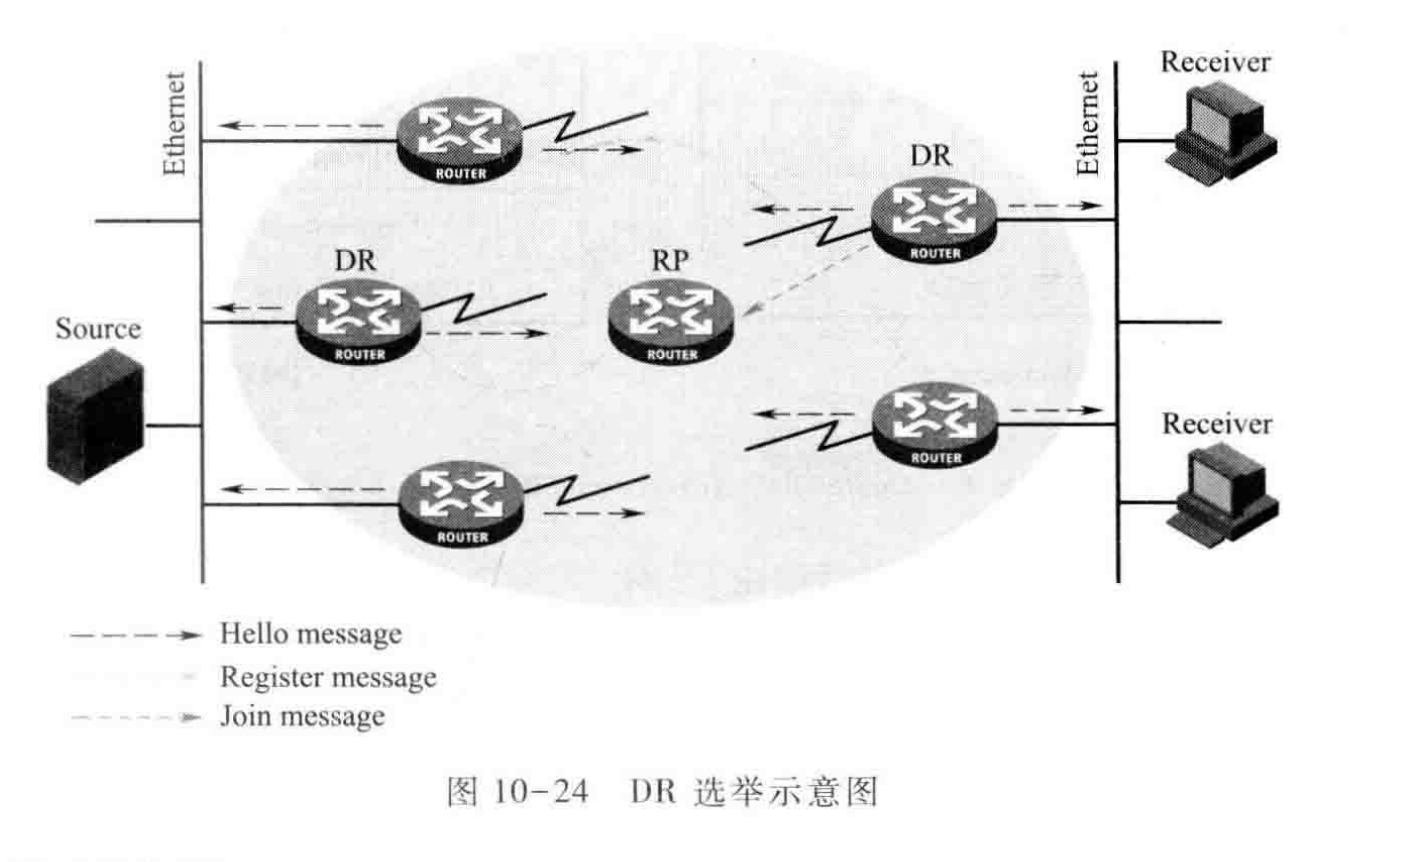 Ethernet
ROUTER
DR
ROUTER
Source
ROUTER
RP
ROUTER
DR
ROUTER
ROUTER
Ethernet
Receiver
Receiver
Hello message
Register message
Join message
图 10-24 DR 选举示意图